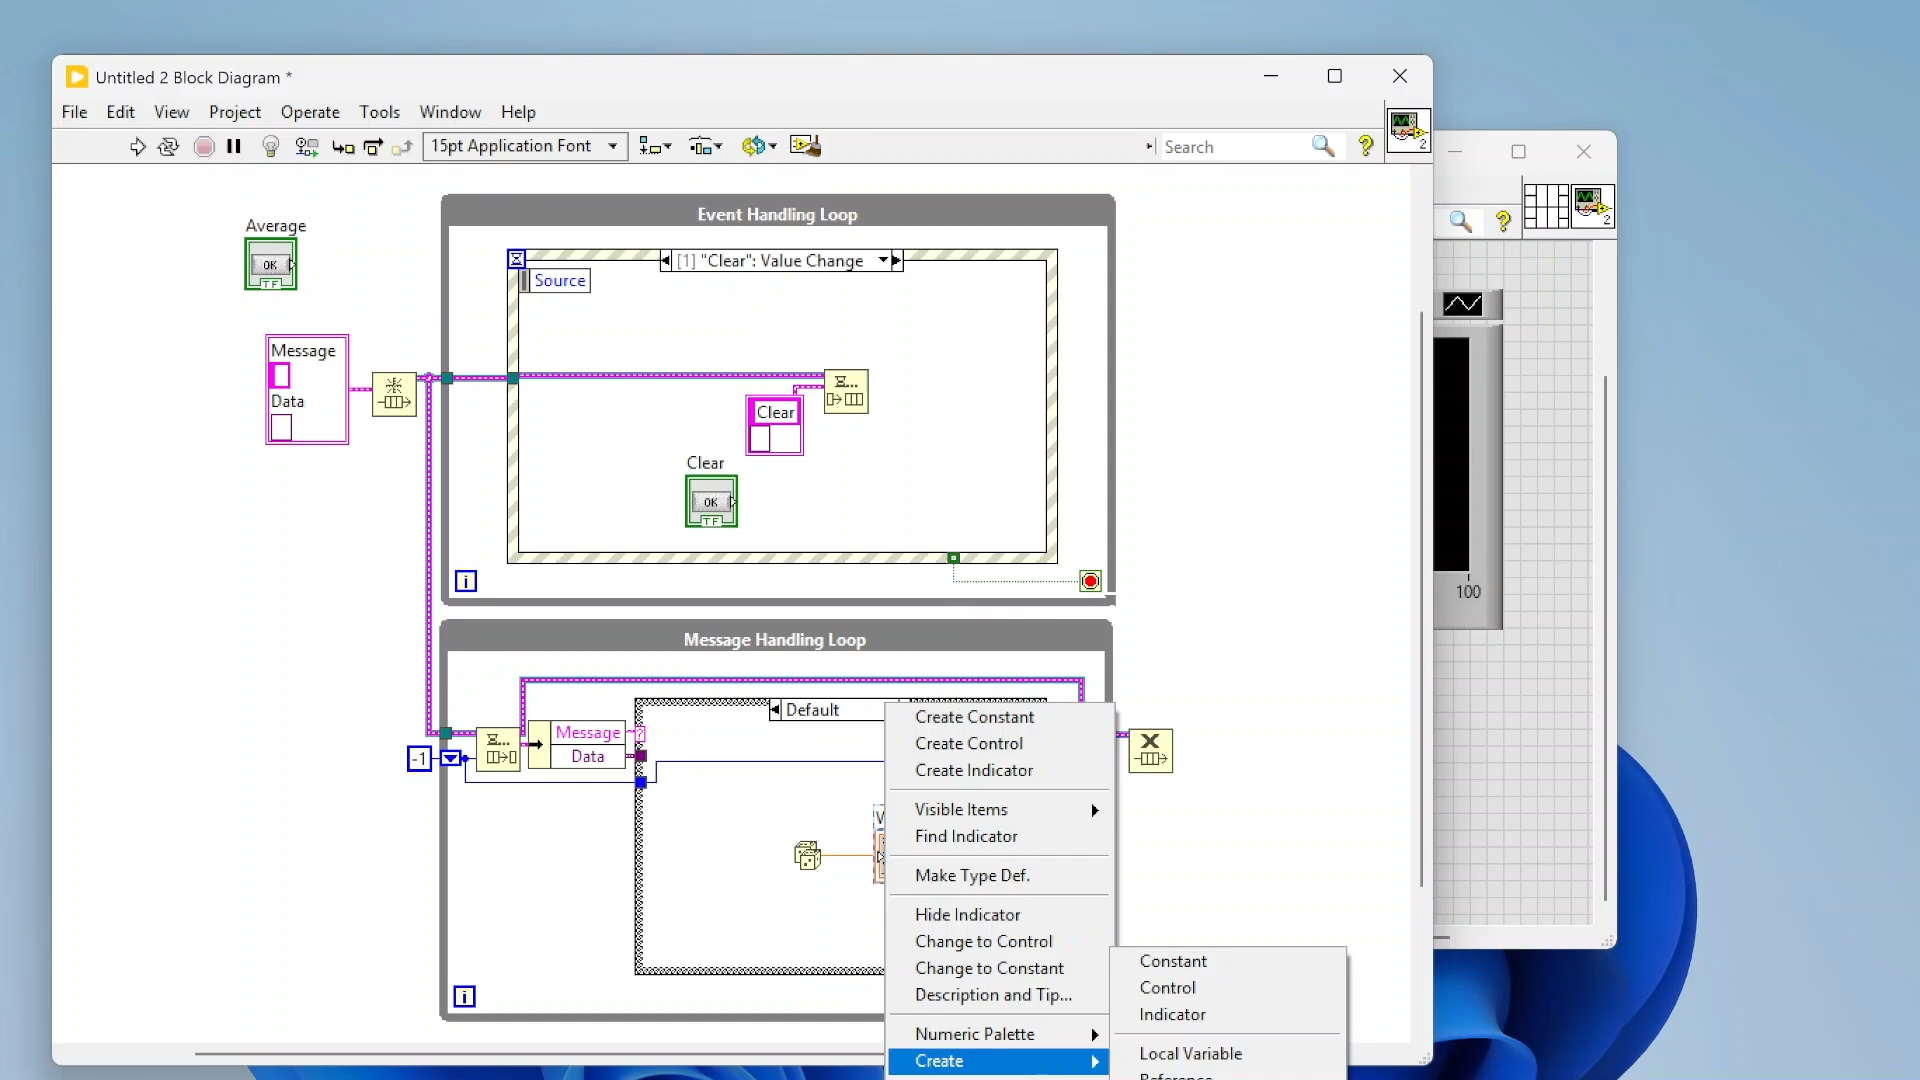 Untitled 2 Block Diagram *
File Edit View Project Operate Tools Window Help
15pt Application Font
Search
2
2
Event Handling Loop
Average
OK
TF
[1] "Clear": Value Change
Source
Message
Data
Clear
Clear
OK
TF
i
100
Message Handling Loop
Default
Message
Data
-1
i
Create Constant
Create Control
Create Indicator
Visible Items
Find Indicator
Make Type Def.
Hide Indicator
Change to Control
Change to Constant
Description and Tip...
Numeric Palette
Create
Constant
Control
Indicator
Local Variable
Reference